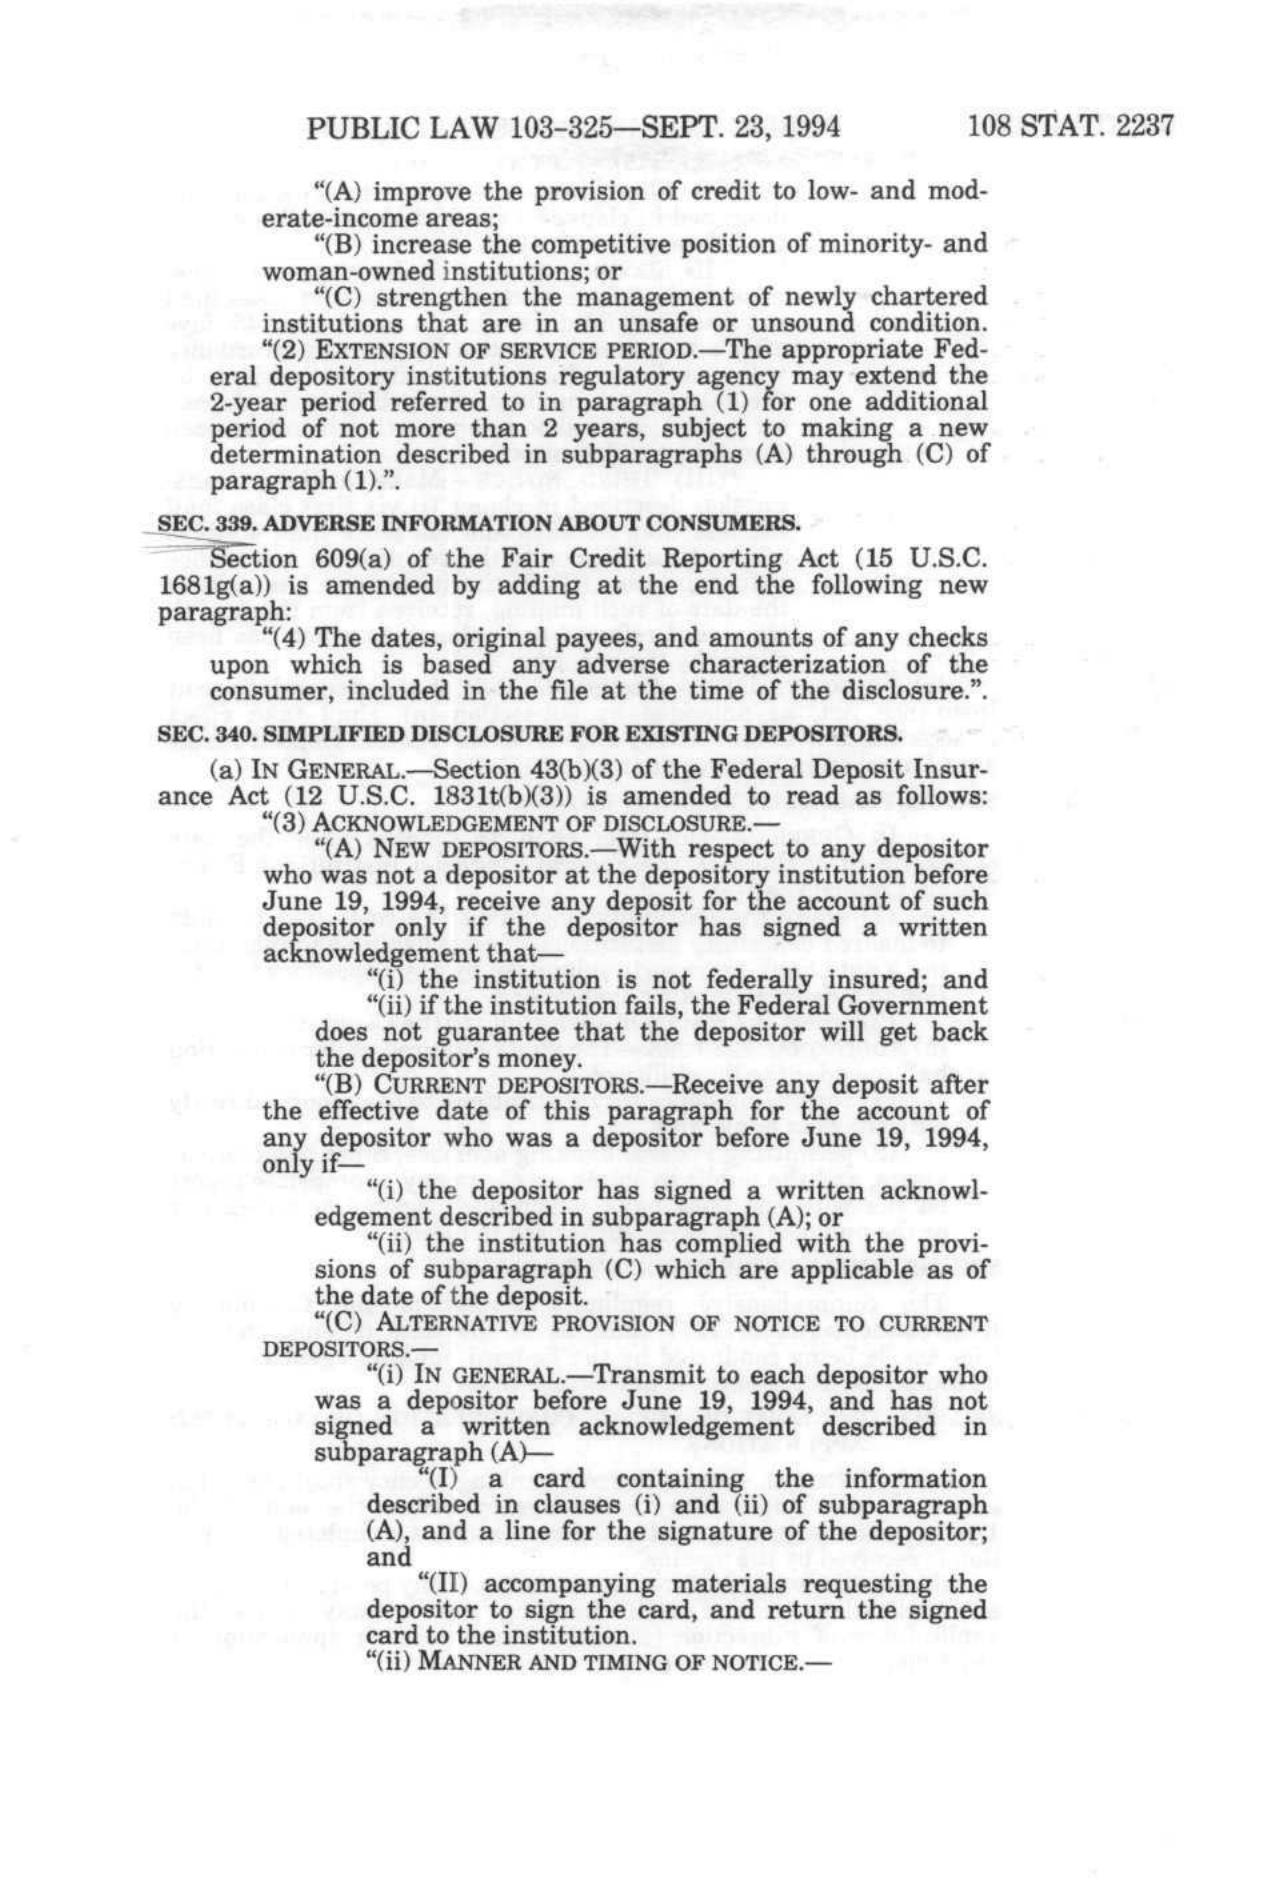 PUBLIC LAW 103–325—SEPT. 23, 1994 108 STAT. 2237
“(A) improve the provision of credit to low- and mod-
erate-income areas;
“(B) increase the competitive position of minority- and
woman-owned institutions; or
“(C) strengthen the management of newly chartered
institutions that are in an unsafe or unsound condition.
“(2) EXTENSION OF SERVICE PERIOD.—The appropriate Fed-
eral depository institutions regulatory agency may extend the
2-year period referred to in paragraph (1) for one additional
period of not more than 2 years, subject to making a new
determination described in subparagraphs (A) through (C) of
paragraph (1).”.
SEC. 339. ADVERSE INFORMATION ABOUT CONSUMERS.
Section 609(a) of the Fair Credit Reporting Act (15 U.S.C.
1681g(a)) is amended by adding at the end the following new
paragraph:
“(4) The dates, original payees, and amounts of any checks
upon which is based any adverse characterization of the
consumer, included in the file at the time of the disclosure.”.
SEC. 340. SIMPLIFIED DISCLOSURE FOR EXISTING DEPOSITORS.
(a) IN GENERAL.—Section 43(b)(3) of the Federal Deposit Insur-
ance Act (12 U.S.C. 1831t(b)(3)) is amended to read as follows:
“(3) ACKNOWLEDGEMENT OF DISCLOSURE.—
“(A) NEW DEPOSITORS.—With respect to any depositor
who was not a depositor at the depository institution before
June 19, 1994, receive any deposit for the account of such
depositor only if the depositor has signed a written
acknowledgement that—
“(i) the institution is not federally insured; and
“(ii) if the institution fails, the Federal Government
does not guarantee that the depositor will get back
the depositor’s money.
“(B) CURRENT DEPOSITORS.—Receive any deposit after
the effective date of this paragraph for the account of
any depositor who was a depositor before June 19, 1994,
only if—
“(i) the depositor has signed a written acknowl-
edgement described in subparagraph (A); or
“(ii) the institution has complied with the provi-
sions of subparagraph (C) which are applicable as of
the date of the deposit.
“(C) ALTERNATIVE PROVISION OF NOTICE TO CURRENT
DEPOSITORS.—
“(i) IN GENERAL.—Transmit to each depositor who
was a depositor before June 19, 1994, and has not
signed a written acknowledgement described in
subparagraph (A)—
“(I) a card containing the information
described in clauses (i) and (ii) of subparagraph
(A), and a line for the signature of the depositor;
and
“(II) accompanying materials requesting the
depositor to sign the card, and return the signed
card to the institution.
“(ii) MANNER AND TIMING OF NOTICE.—